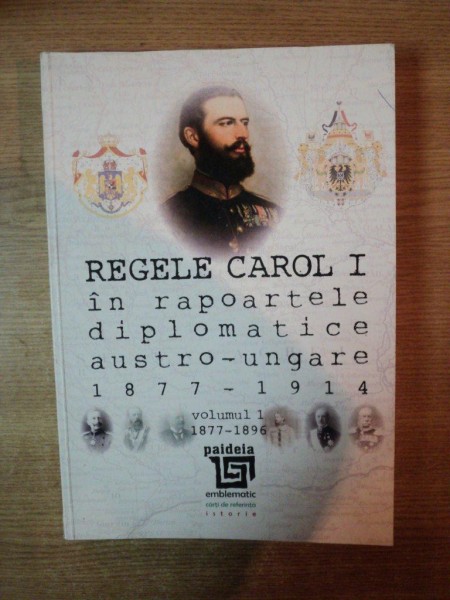 REGELE CAROL I
în rapoartele
diplomatice
austro-ungare
1877-1914
volumul 1
1877-1896
paideia
emblematic
cărți de referință
istorie